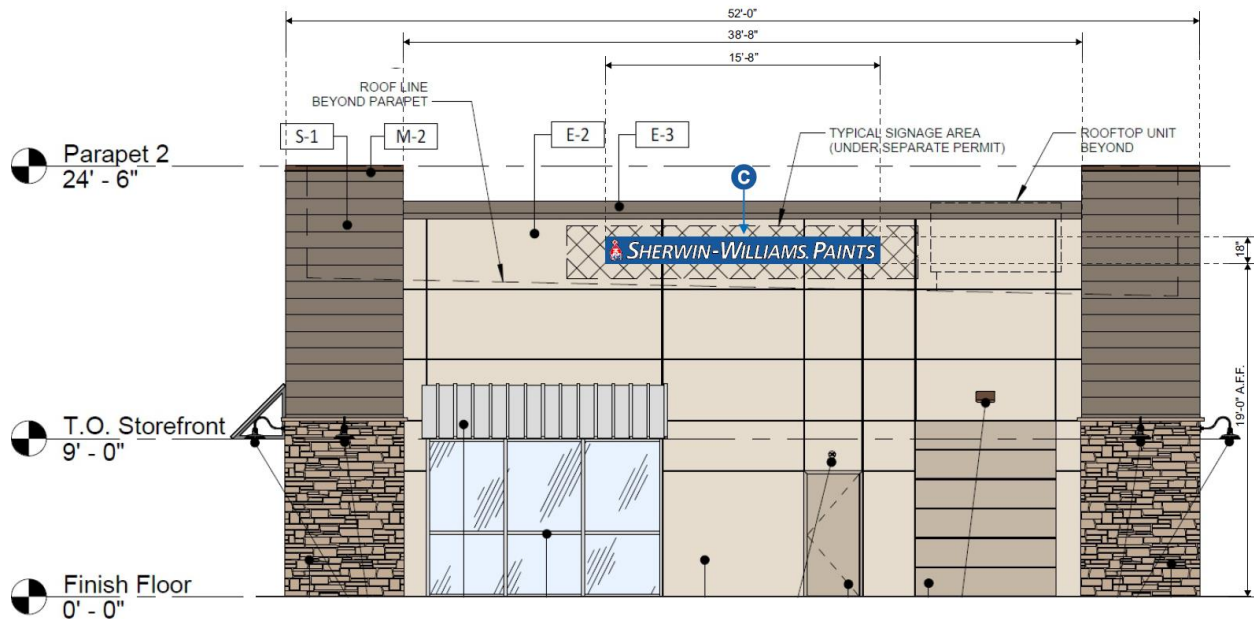 52'-0"
38'-8"
15'-8"
ROOF LINE
BEYOND PARAPET
S-1
M-2
E-2
E-3
TYPICAL SIGNAGE AREA
(UNDER SEPARATE PERMIT)
ROOFTOP UNIT
BEYOND
Parapet 2
24' - 6"
C
SHERWIN-WILLIAMS. PAINTS
18"
19'-0" A.F.F.
T.O. Storefront
9' - 0"
Finish Floor
0' - 0"